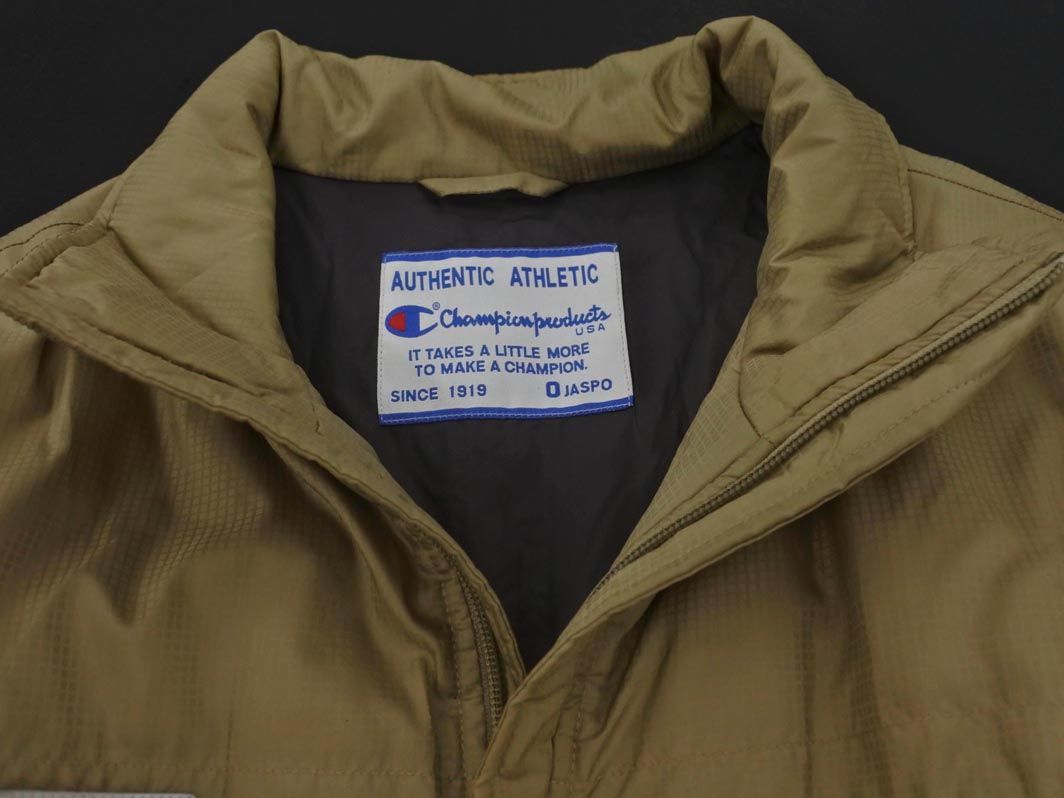 AUTHENTIC ATHLETIC
® Championproducts
USA
IT TAKES A LITTLE MORE
TO MAKE A CHAMPION.
SINCE 1919 JASPO